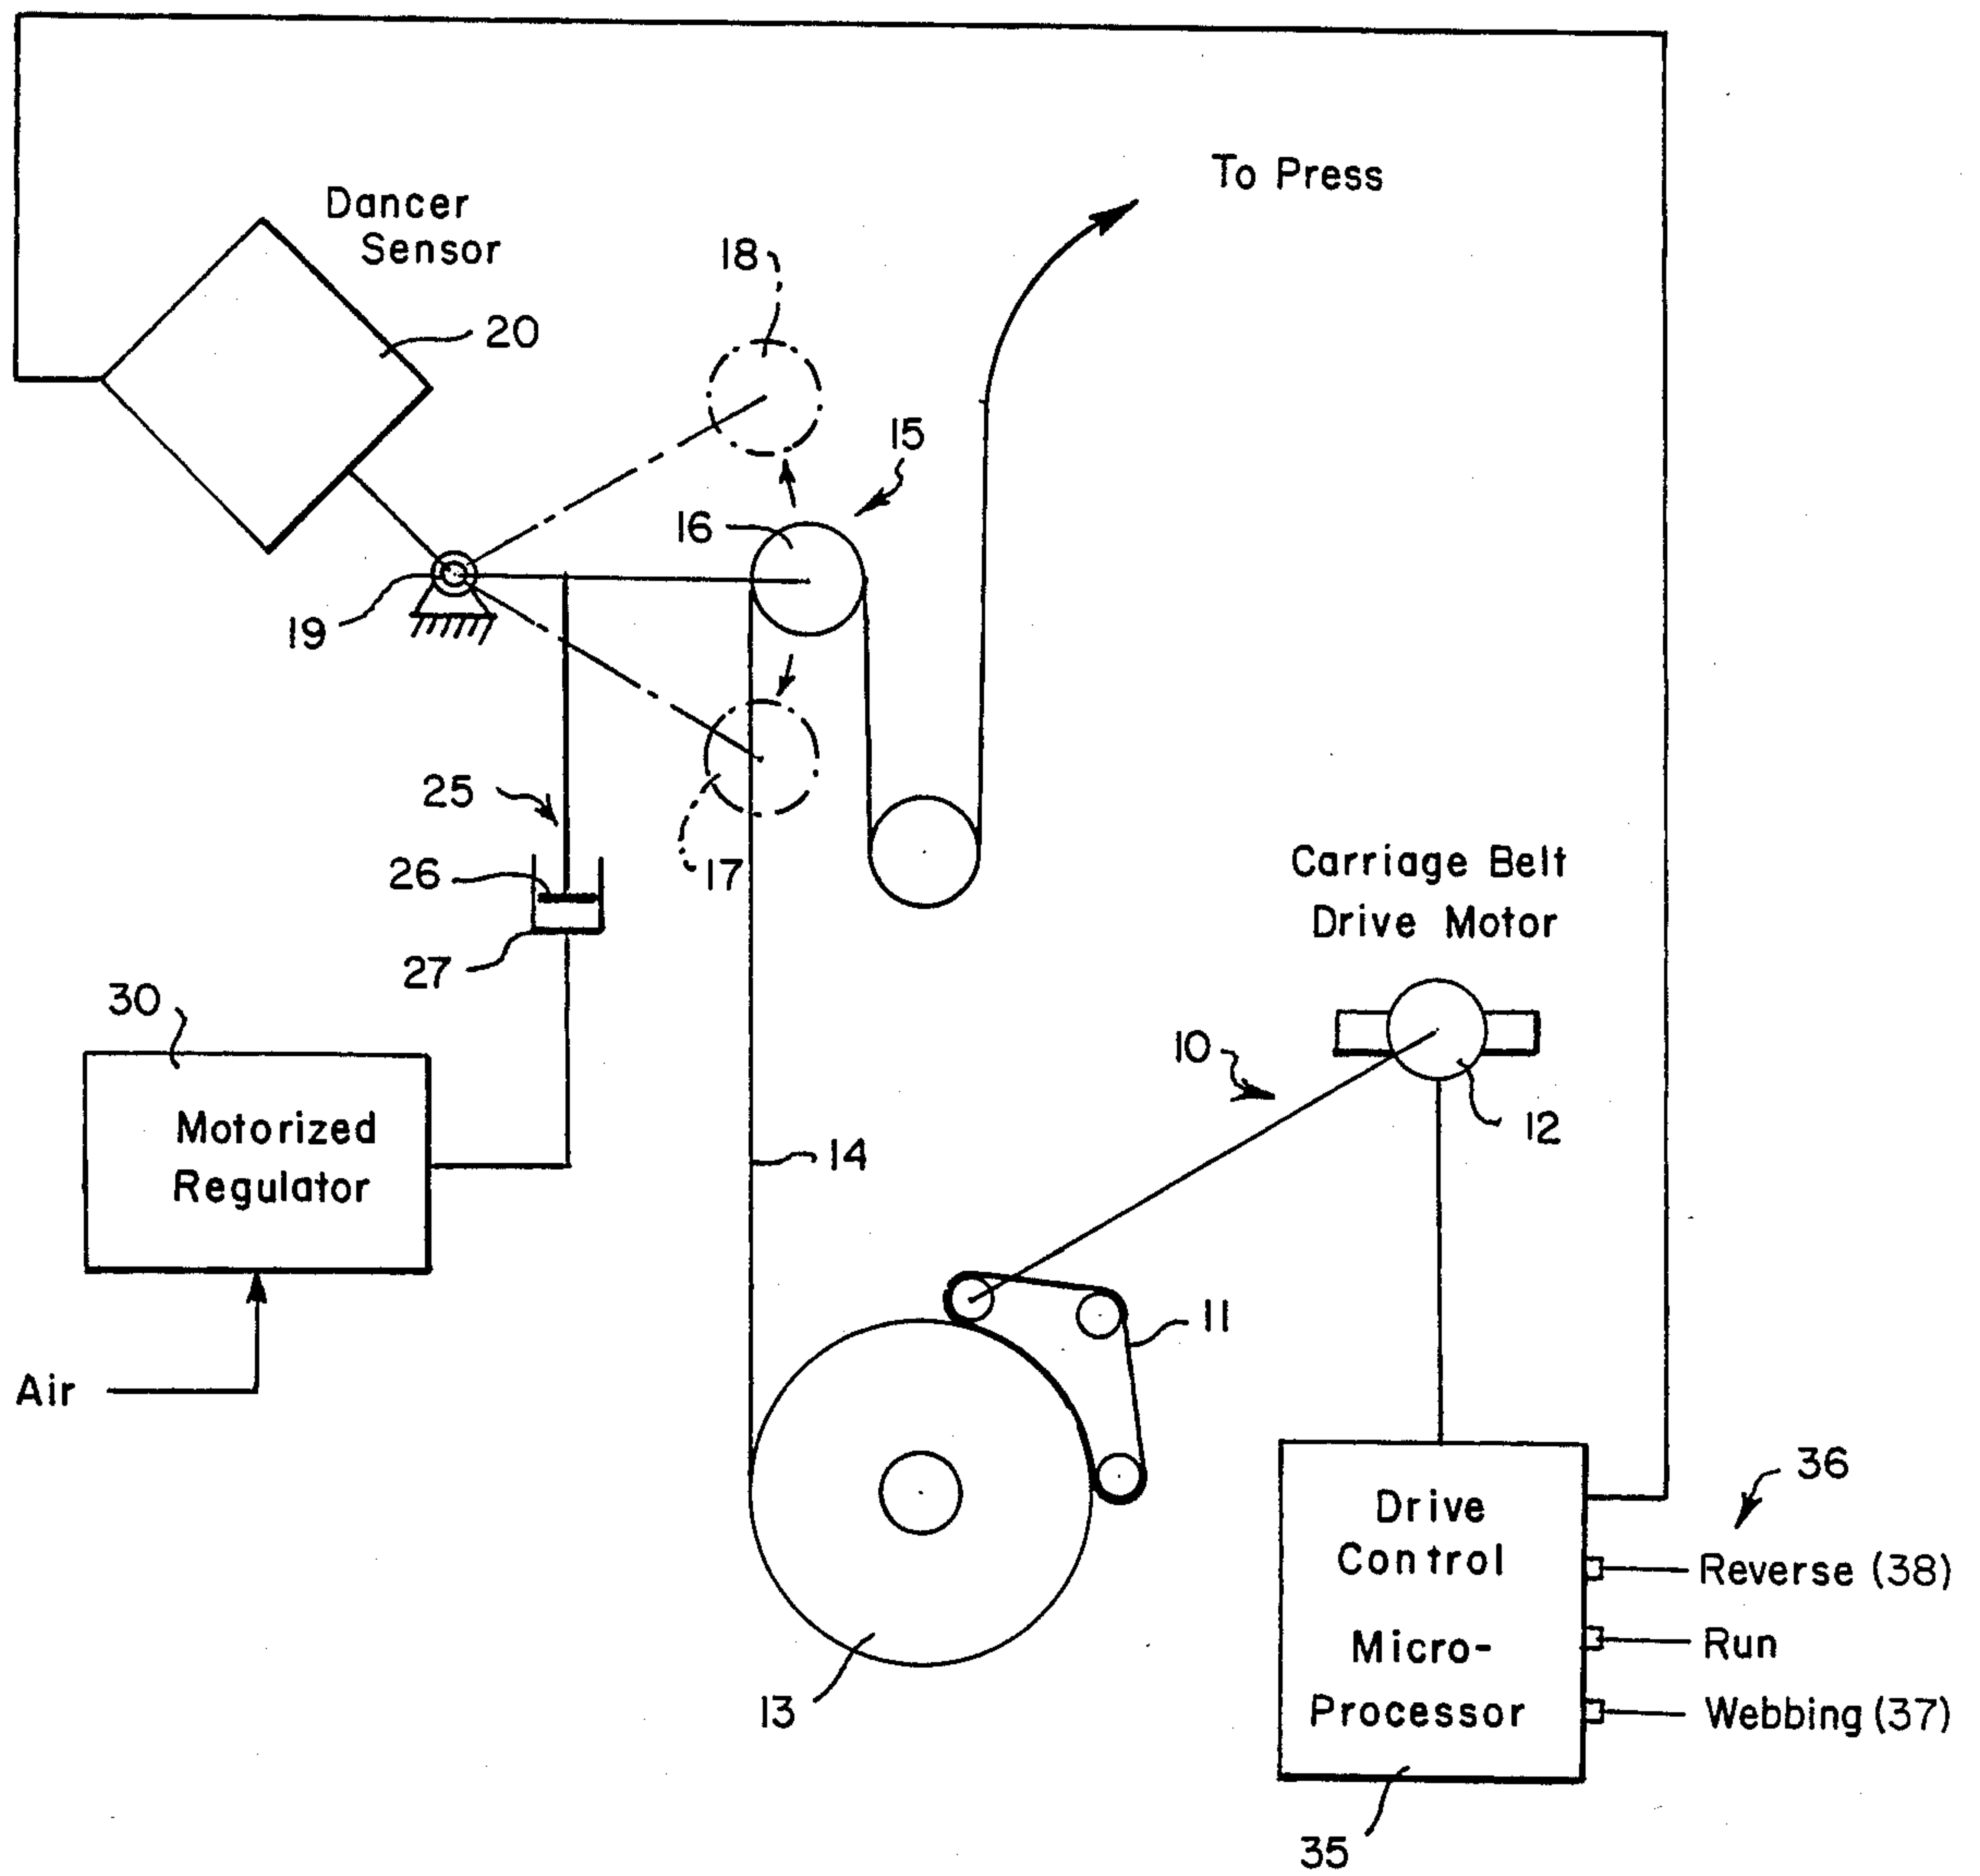 To Press
Dancer
Sensor
18
20
15
16
19
25
17
26
27
Carriage Belt
Drive Motor
30
10
12
Motorized
Regulator
14
11
Air
36
Drive
Control
Micro-
Processor
Reverse (38)
Run
Webbing (37)
13
35